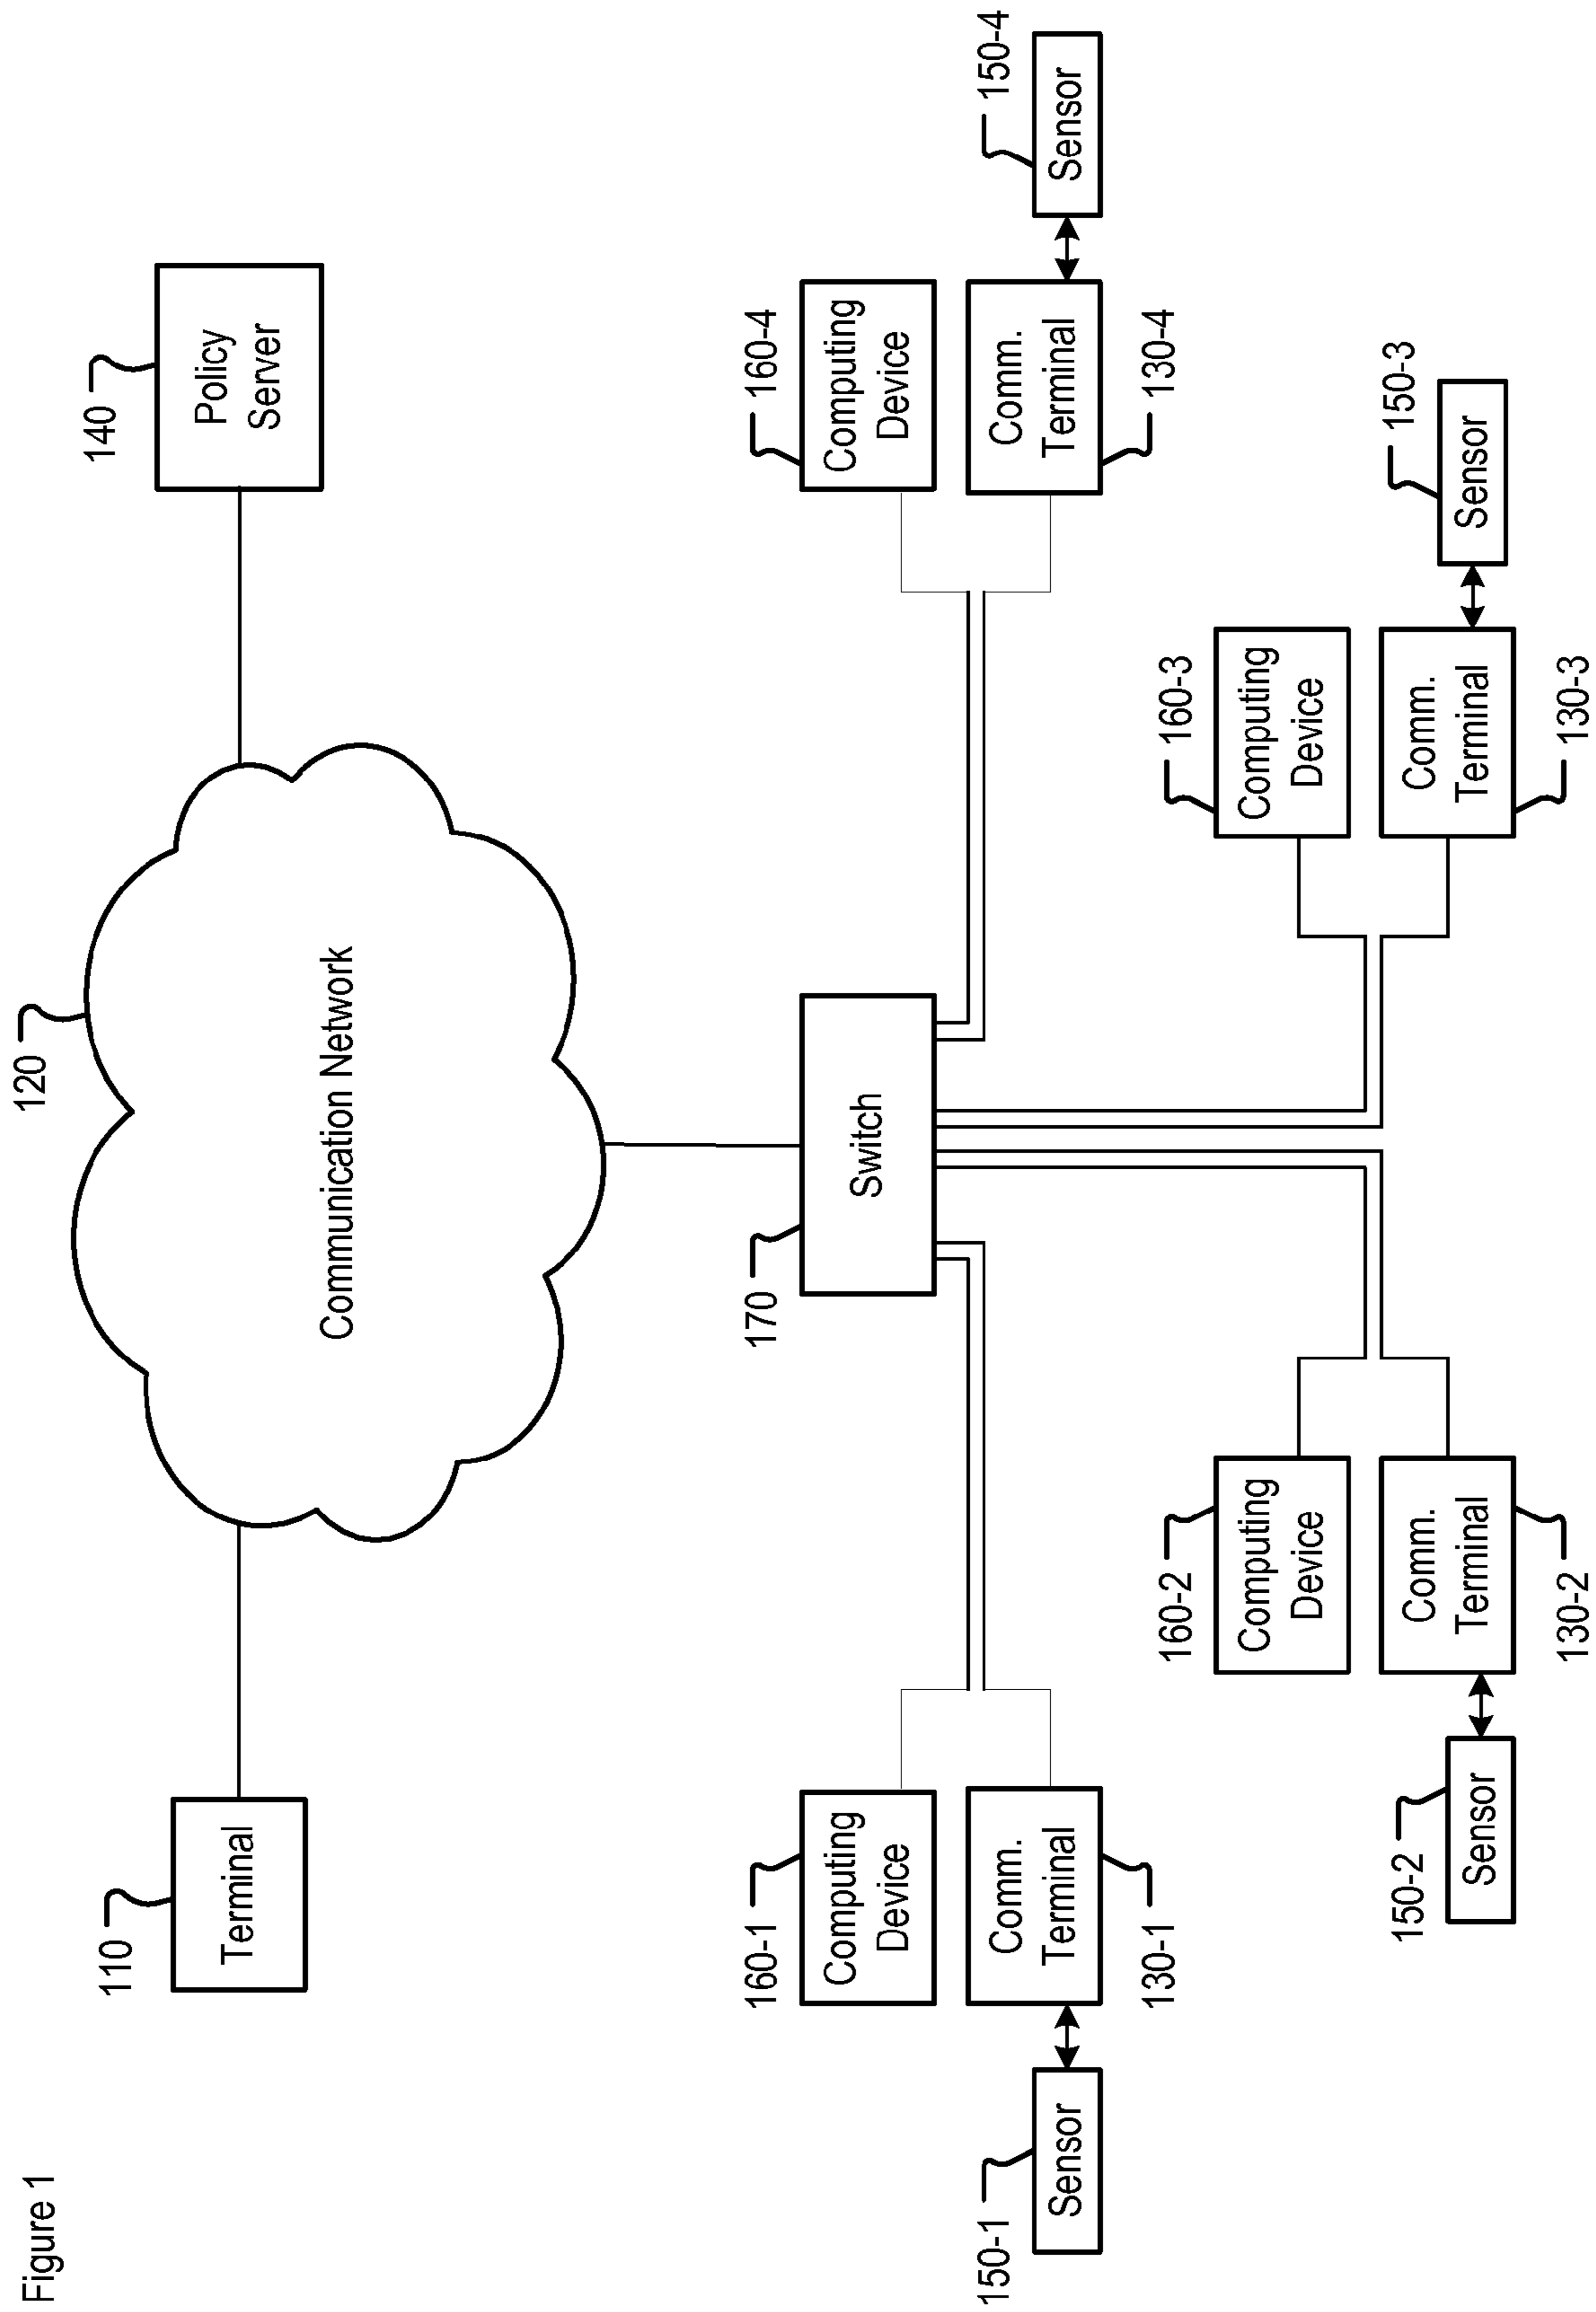 Figure 1
120
110
Terminal
140
Policy
Server
Communication Network
170
Switch
160-1
Computing
Device
160-4
Computing
Device
150-1
Sensor
Comm.
Terminal
130-1
Comm.
Terminal
130-4
150-4
Sensor
160-2
Computing
Device
160-3
Computing
Device
150-2
Sensor
Comm.
Terminal
130-2
Comm.
Terminal
130-3
150-3
Sensor